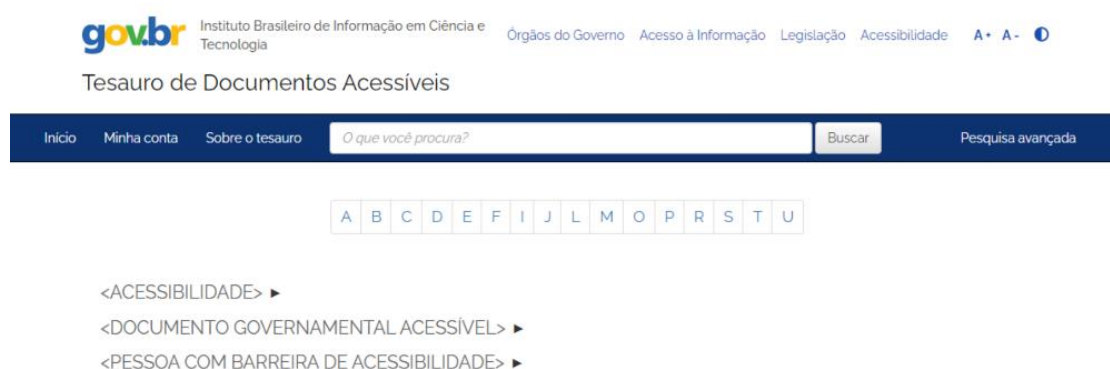 gov.br
Instituto Brasileiro de Informação em Ciência e
Tecnologia
Órgãos do Governo Acesso à Informação Legislação Acessibilidade A+ A-
Tesauro de Documentos Acessíveis
Início Minha conta Sobre o tesauro O que você procura? Buscar Pesquisa avançada
A B C D E F I J L M O P R S T U
<ACESSIBILIDADE> ►
<DOCUMENTO GOVERNAMENTAL ACESSÍVEL> ►
<PESSOA COM BARREIRA DE ACESSIBILIDADE> ►